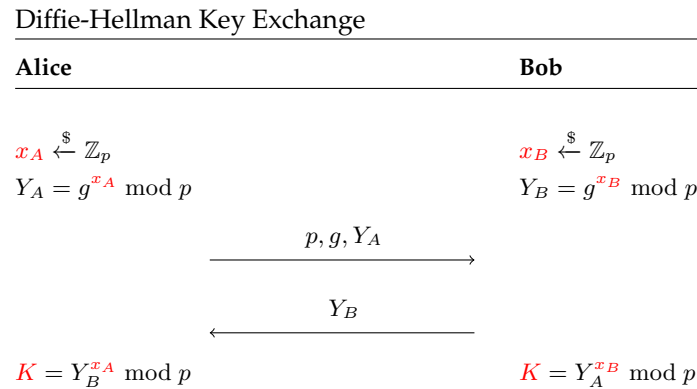 Diffie-Hellman Key Exchange
Alice Bob
x_A ←$ ℤ_p x_B ←$ ℤ_p
Y_A = g^{x_A} mod p Y_B = g^{x_B} mod p
p, g, Y_A
Y_B
K = Y_B^{x_A} mod p K = Y_A^{x_B} mod p